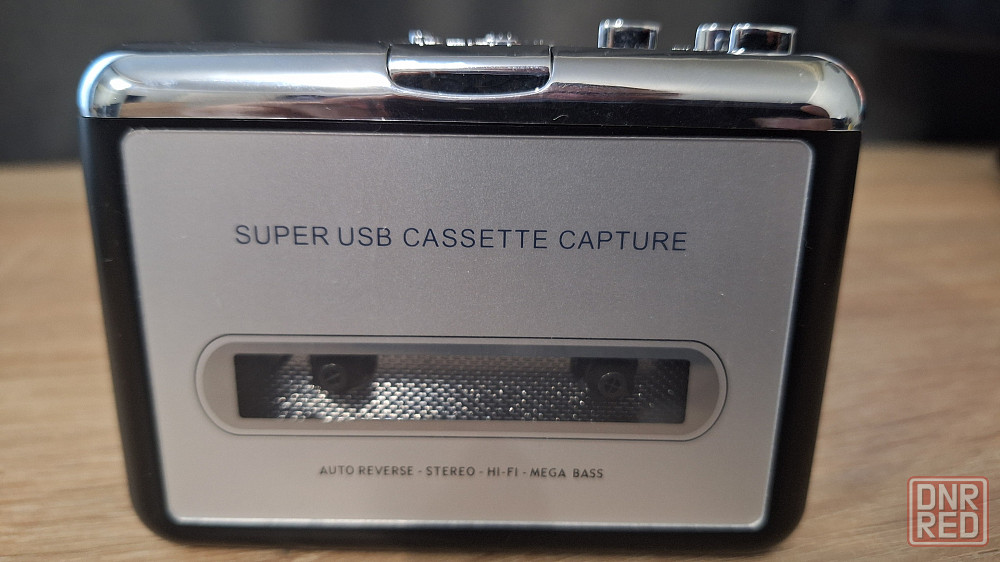 SUPER USB CASSETTE CAPTURE
AUTO REVERSE - STEREO - HI-FI - MEGA BASS
DNR
RED